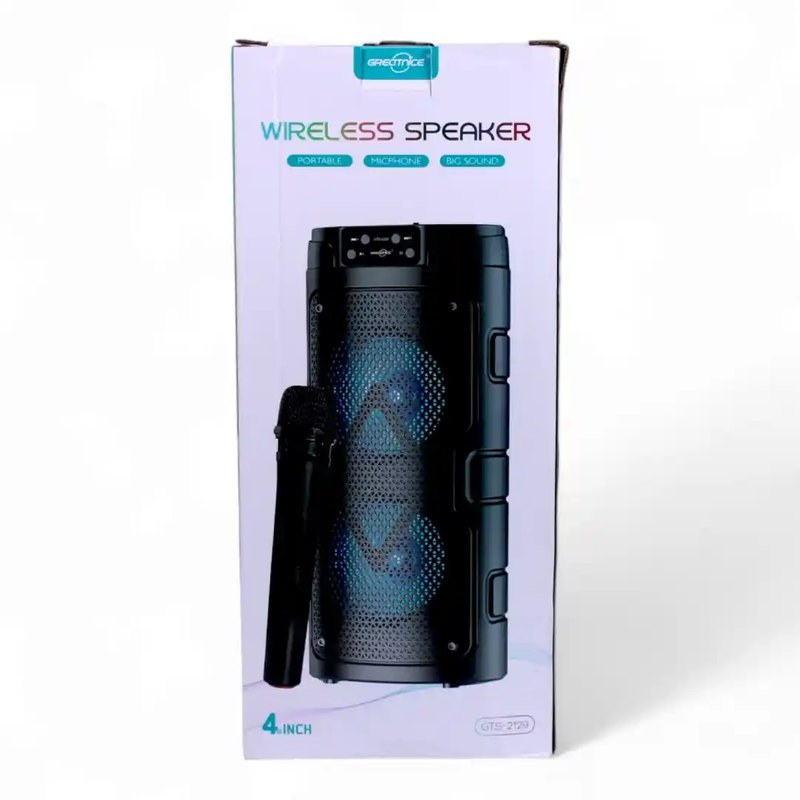 GREATNICE
WIRELESS SPEAKER
PORTABLE MICPHONE BIG SOUND
4 INCH
GTS-2129